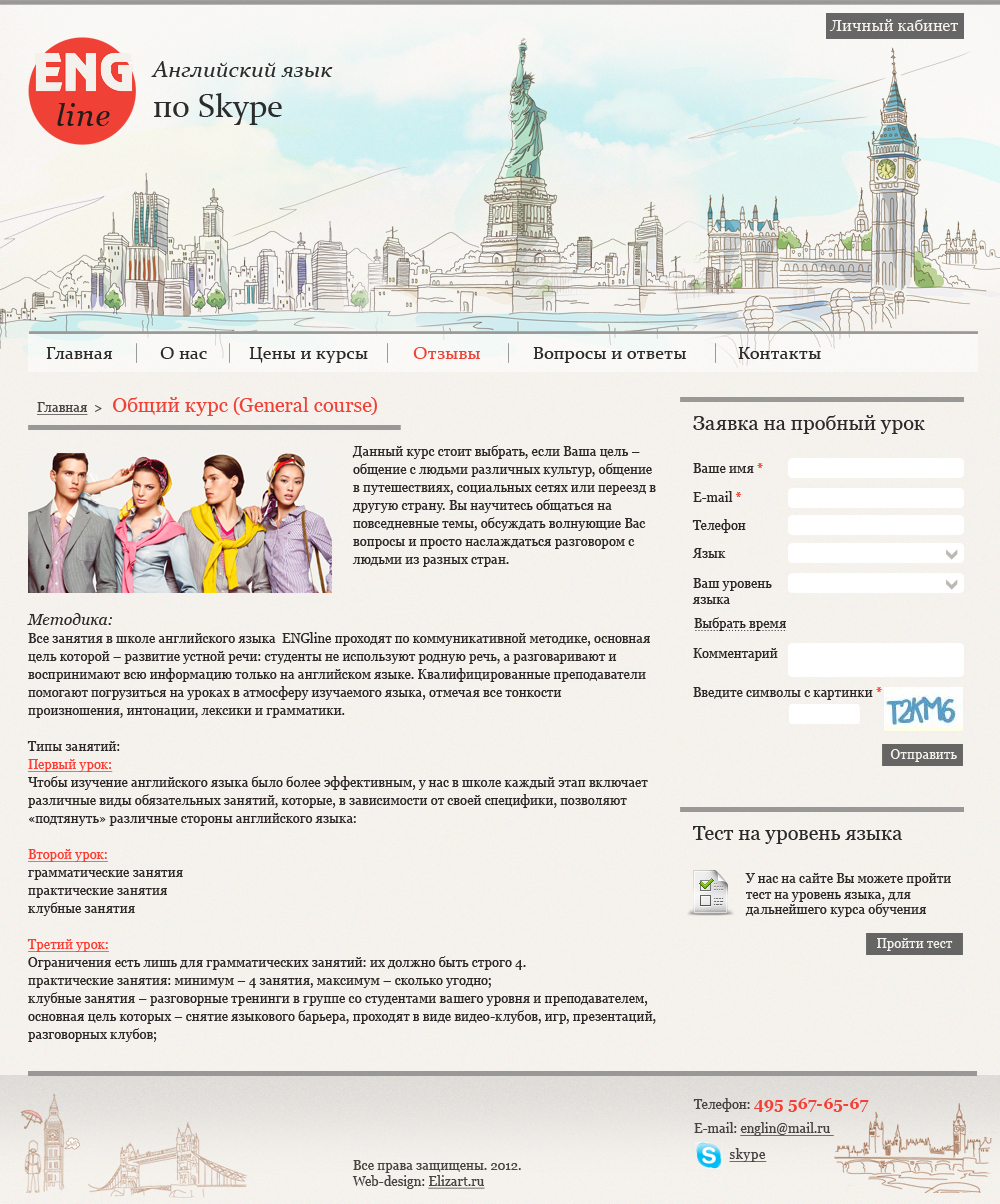 Личный кабинет
ENG
line
Английский язык
по Skype
Главная
О нас
Цены и курсы
Отзывы
Вопросы и ответы
Контакты
Главная > Общий курс (General course)
Данный курс стоит выбрать, если Ваша цель –
общение с людьми различных культур, общение
в путешествиях, социальных сетях или переезд в
другую страну. Вы научитесь общаться на
повседневные темы, обсуждать волнующие Вас
вопросы и просто наслаждаться разговором с
людьми из разных стран.
Методика:
Все занятия в школе английского языка  ENGline проходят по коммуникативной методике, основная
цель которой – развитие устной речи: студенты не используют родную речь, а разговаривают и
воспринимают всю информацию только на английском языке. Квалифицированные преподаватели
помогают погрузиться на уроках в атмосферу изучаемого языка, отмечая все тонкости
произношения, интонации, лексики и грамматики.
Типы занятий:
Первый урок:
Чтобы изучение английского языка было более эффективным, у нас в школе каждый этап включает
различные виды обязательных занятий, которые, в зависимости от своей специфики, позволяют
«подтянуть» различные стороны английского языка:
Второй урок:
грамматические занятия
практические занятия
клубные занятия
Третий урок:
Ограничения есть лишь для грамматических занятий: их должно быть строго 4.
практические занятия: минимум – 4 занятия, максимум – сколько угодно;
клубные занятия – разговорные тренинги в группе со студентами вашего уровня и преподавателем,
основная цель которых – снятие языкового барьера, проходят в виде видео-клубов, игр, презентаций,
разговорных клубов;
Заявка на пробный урок
Ваше имя *
E-mail *
Телефон
Язык
Ваш уровень
языка
Выбрать время
Комментарий
Введите символы с картинки *
T2KM6
Отправить
Тест на уровень языка
У нас на сайте Вы можете пройти
тест на уровень языка, для
дальнейшего курса обучения
Пройти тест
Все права защищены. 2012.
Web-design: Elizart.ru
Телефон: 495 567-65-67
E-mail: englin@mail.ru
S skype